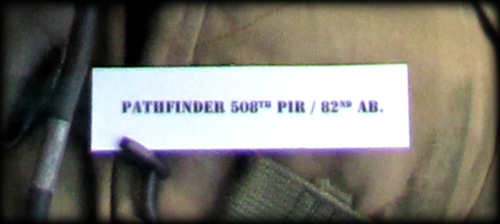 PATHFINDER 508TH PIR / 82ND AB.